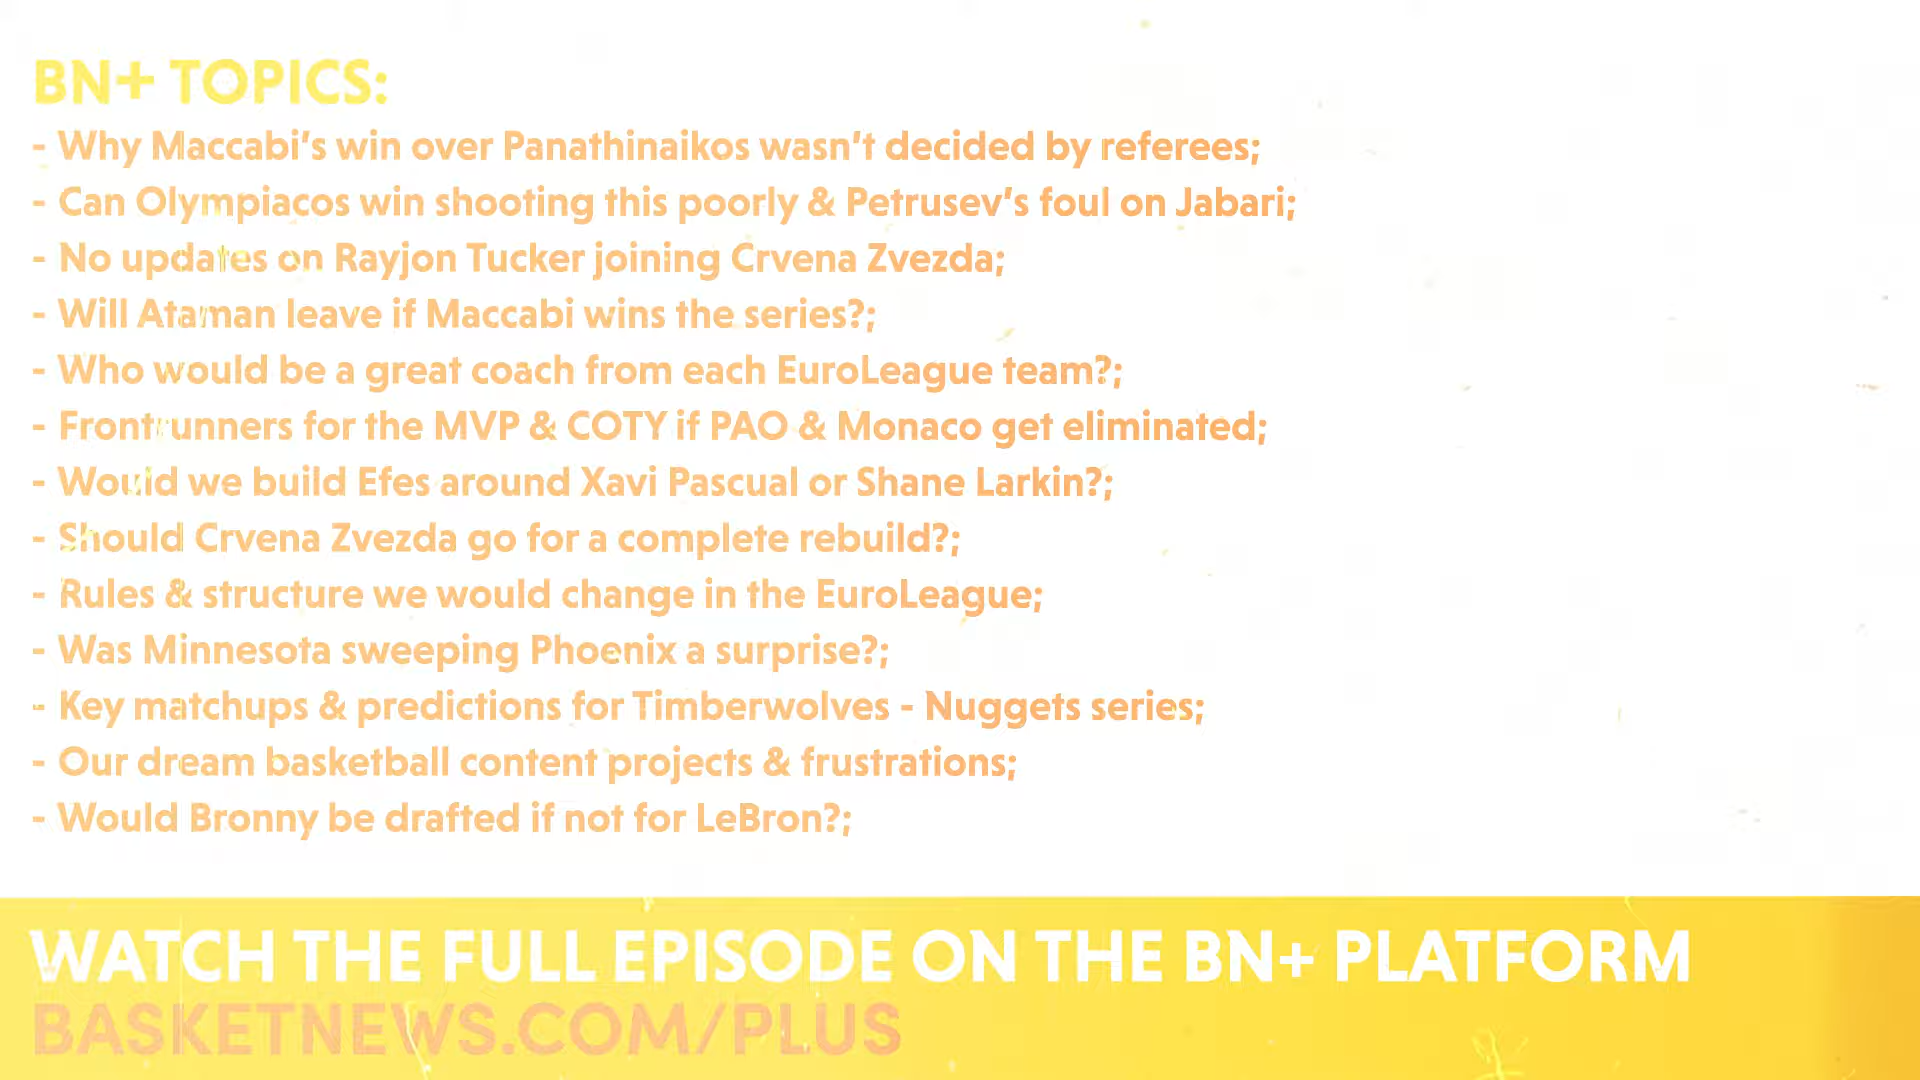 BN+ TOPICS:
- Why Maccabi's win over Panathinaikos wasn't decided by referees;
- Can Olympiacos win shooting this poorly & Petrusev's foul on Jabari;
- No updates on Rayjon Tucker joining Crvena Zvezda;
- Will Ataman leave if Maccabi wins the series?;
- Who would be a great coach from each EuroLeague team?;
- Frontrunners for the MVP & COTY if PAO & Monaco get eliminated;
- Would we build Efes around Xavi Pascual or Shane Larkin?;
- Should Crvena Zvezda go for a complete rebuild?;
- Rules & structure we would change in the EuroLeague;
- Was Minnesota sweeping Phoenix a surprise?;
- Key matchups & predictions for Timberwolves - Nuggets series;
- Our dream basketball content projects & frustrations;
- Would Bronny be drafted if not for LeBron?;
WATCH THE FULL EPISODE ON THE BN+ PLATFORM
BASKETNEWS.COM/PLUS